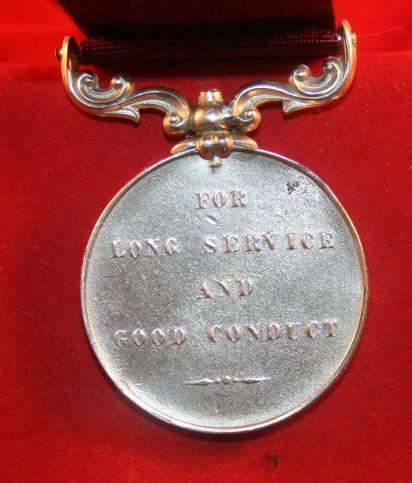 FOR
LONG SERVICE
AND
GOOD CONDUCT